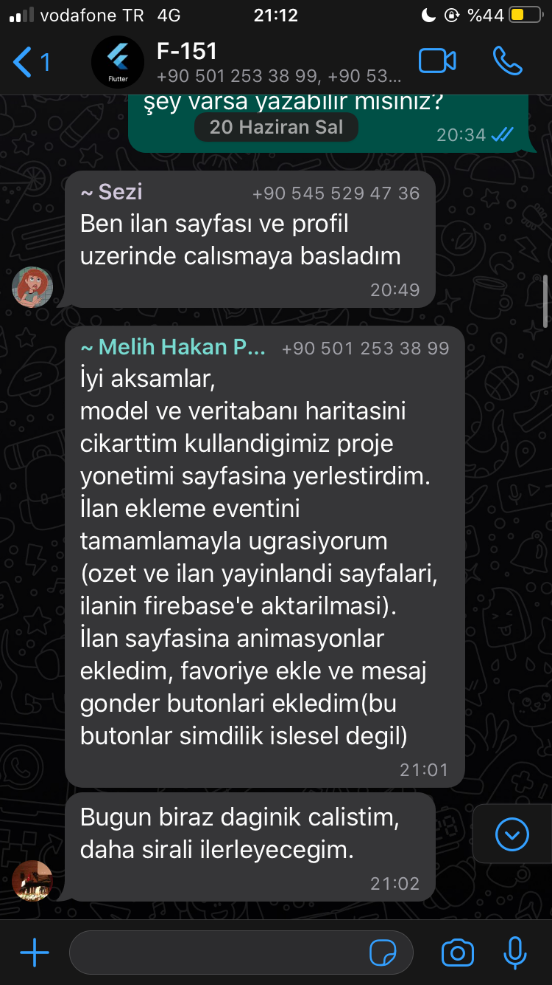 vodafone TR 4G
21:12
%44
1
Flutter
F-151
+90 501 253 38 99, +90 53...
şey varsa yazabilir misiniz?
20 Haziran Sal
20:34
~ Sezi +90 545 529 47 36
Ben ilan sayfası ve profil
uzerinde calısmaya basladım
20:49
~ Melih Hakan P... +90 501 253 38 99
İyi aksamlar,
model ve veritabanı haritasini
cikarttim kullandigimiz proje
yonetimi sayfasina yerlestirdim.
İlan ekleme eventini
tamamlamayla ugrasiyorum
(ozet ve ilan yayinlandi sayfalari,
ilanin firebase'e aktarilmasi).
İlan sayfasina animasyonlar
ekledim, favoriye ekle ve mesaj
gonder butonlari ekledim(bu
butonlar simdilik islesel degil)
21:01
Bugun biraz daginik calistim,
daha sirali ilerleyecegim.
21:02